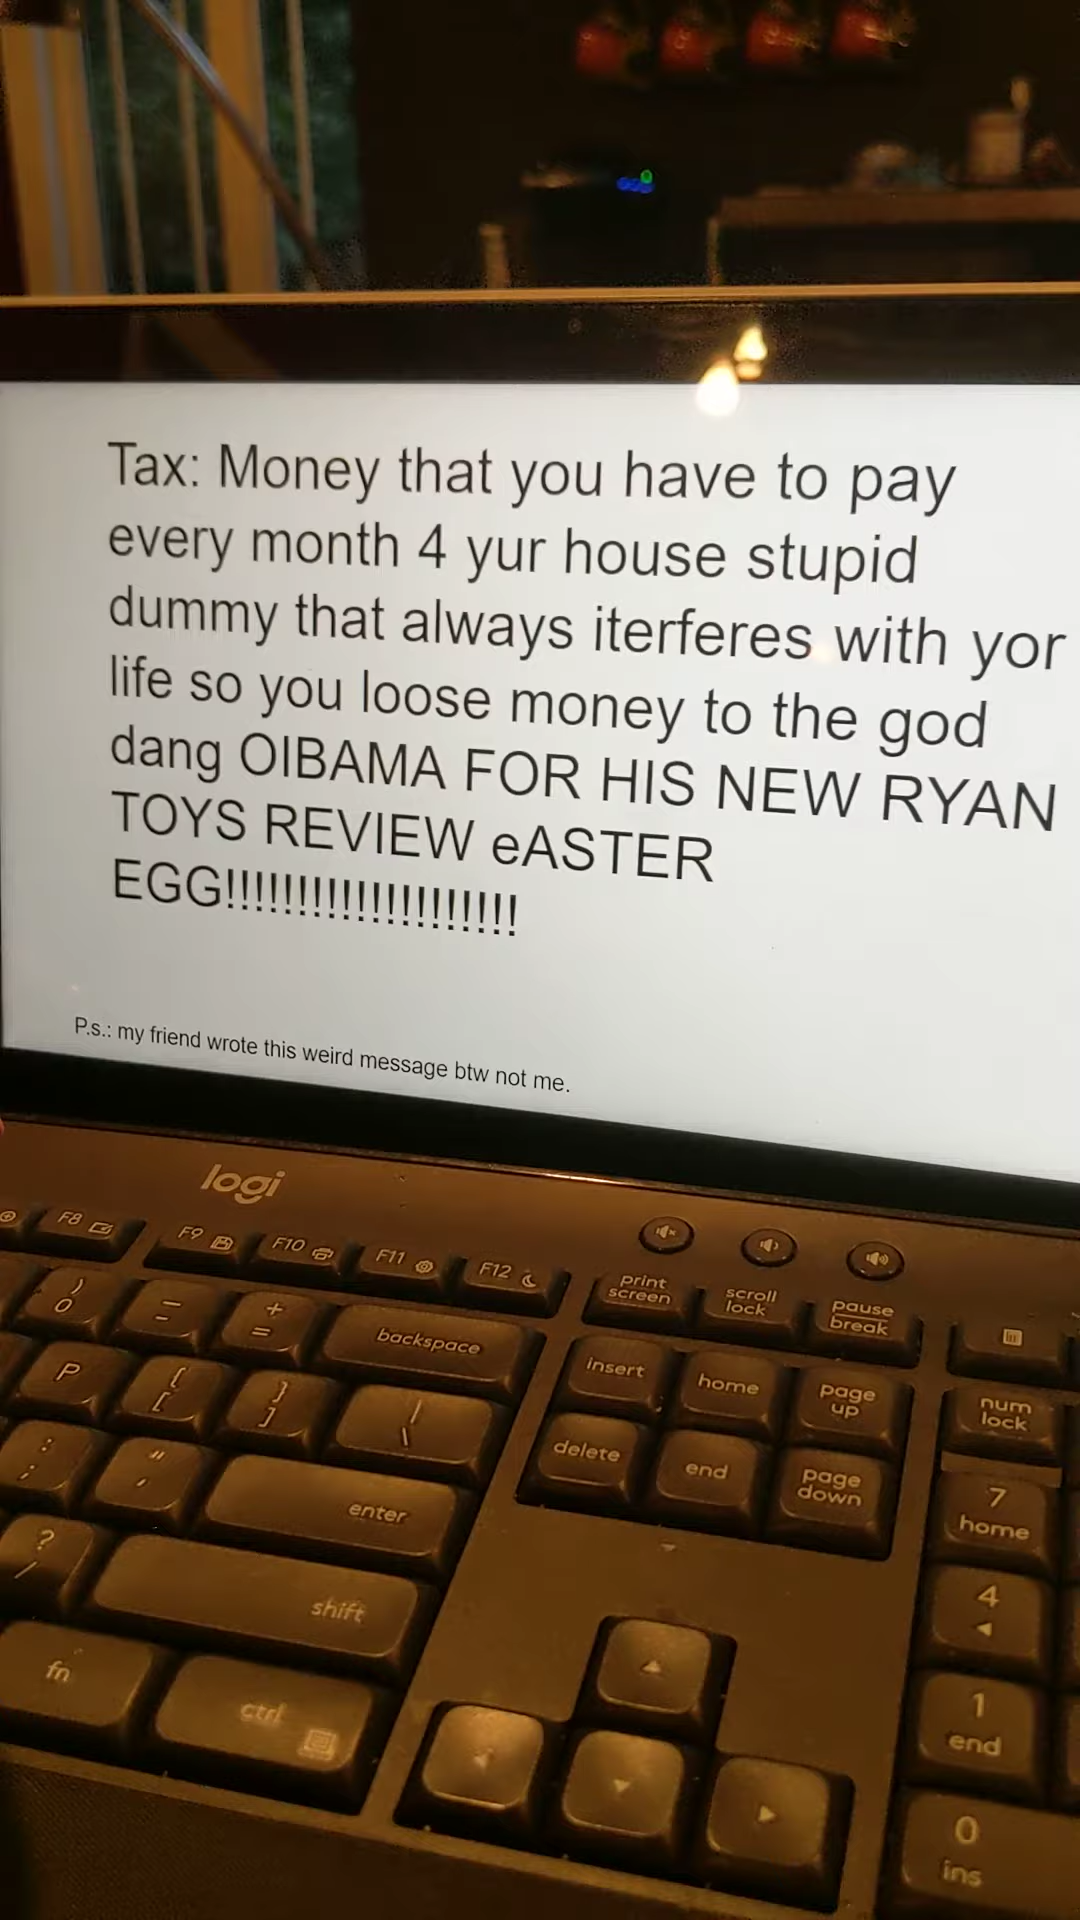 Tax: Money that you have to pay
every month 4 yur house stupid
dummy that always iterferes with yor
life so you loose money to the god
dang OIBAMA FOR HIS NEW RYAN
TOYS REVIEW eASTER
EGG!!!!!!!!!!!!!!!!!!!!
P.s.: my friend wrote this weird message btw not me.
logi
F8 F9 F10 F11 F12
print screen
scroll lock
pause break
) 0
_ -
+ =
backspace
insert
home
page up
num lock
P
{ [
} ]
| \
delete
end
page down
7 home
: ;
" '
enter
? /
shift
4
fn
ctrl
1 end
0 ins